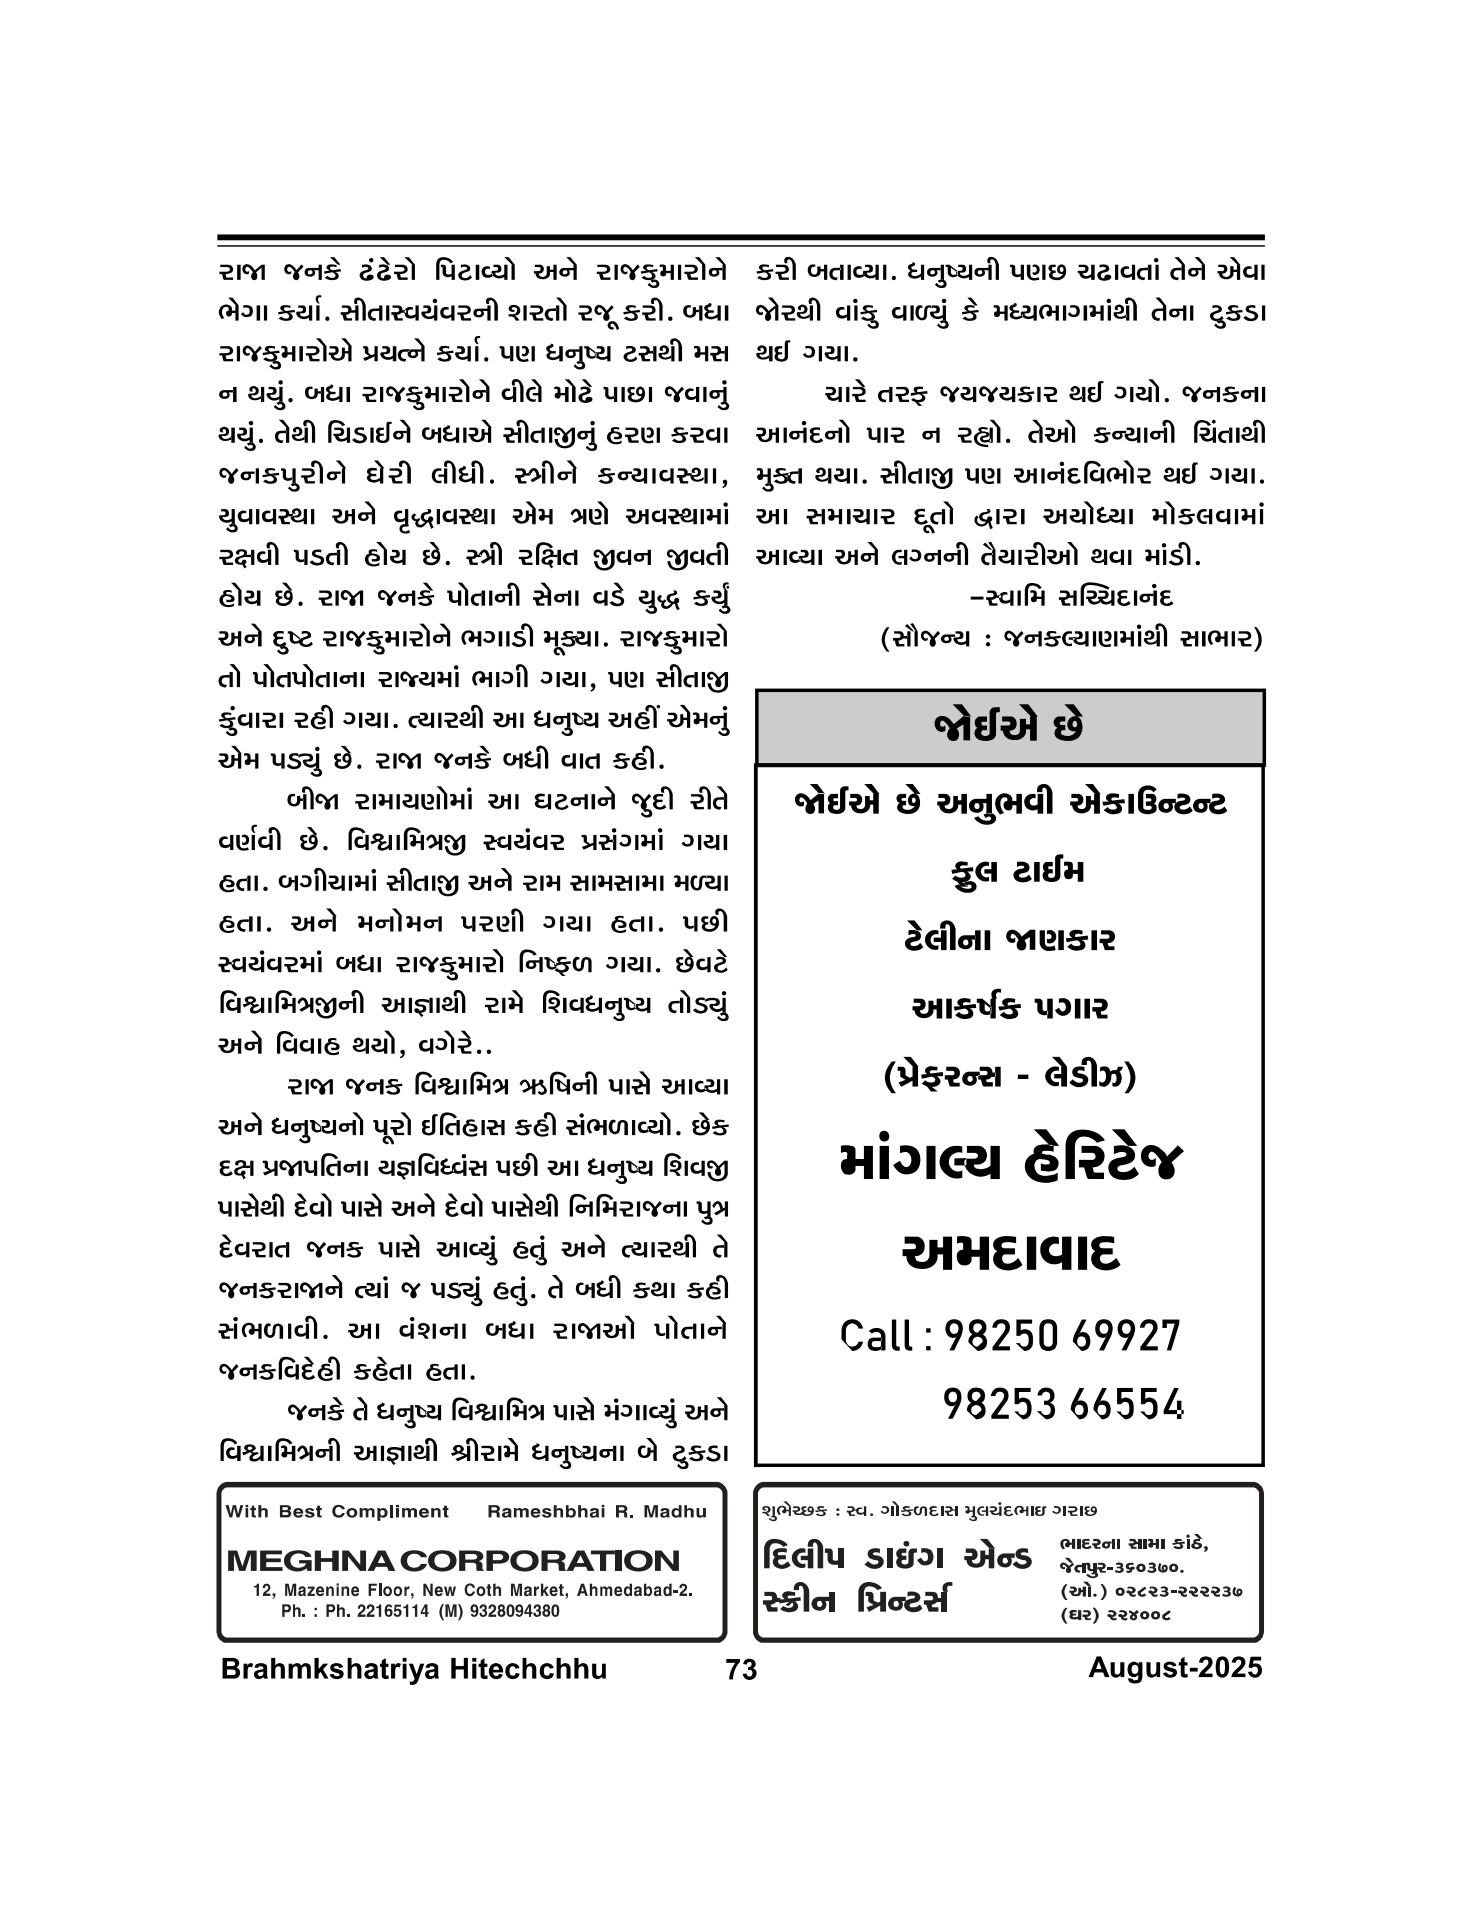 રાજા જનકે ઢંઢેરો પિટાવ્યો અને રાજકુમારોને
ભેગા કર્યા. સીતાસ્વયંવરની શરતો રજૂ કરી. બધા
રાજકુમારોએ પ્રયત્ને કર્યા. પણ ધનુષ્ય ટસથી મસ
ન થયું. બધા રાજકુમારોને વીલે મોઢે પાછા જવાનું
થયું. તેથી ચિડાઈને બધાએ સીતાજીનું હરણ કરવા
જનકપુરીને ઘેરી લીધી. સ્ત્રીને કન્યાવસ્થા,
યુવાવસ્થા અને વૃદ્ધાવસ્થા એમ ત્રણે અવસ્થામાં
રક્ષવી પડતી હોય છે. સ્ત્રી રક્ષિત જીવન જીવતી
હોય છે. રાજા જનકે પોતાની સેના વડે યુદ્ધ કર્યું
અને દુષ્ટ રાજકુમારોને ભગાડી મૂક્યા. રાજકુમારો
તો પોતપોતાના રાજ્યમાં ભાગી ગયા, પણ સીતાજી
કુંવારા રહી ગયા. ત્યારથી આ ધનુષ્ય અહીં એમનું
એમ પડ્યું છે. રાજા જનકે બધી વાત કહી.
બીજા રામાયણોમાં આ ઘટનાને જુદી રીતે
વર્ણવી છે. વિશ્વામિત્રજી સ્વયંવર પ્રસંગમાં ગયા
હતા. બગીચામાં સીતાજી અને રામ સામસામા મળ્યા
હતા. અને મનોમન પરણી ગયા હતા. પછી
સ્વયંવરમાં બધા રાજકુમારો નિષ્ફળ ગયા. છેવટે
વિશ્વામિત્રજીની આજ્ઞાથી રામે શિવધનુષ્ય તોડ્યું
અને વિવાહ થયો, વગેરે..
રાજા જનક વિશ્વામિત્ર ઋષિની પાસે આવ્યા
અને ધનુષ્યનો પૂરો ઈતિહાસ કહી સંભળાવ્યો. છેક
દક્ષ પ્રજાપતિના યજ્ઞવિધ્વંસ પછી આ ધનુષ્ય શિવજી
પાસેથી દેવો પાસે અને દેવો પાસેથી નિમિરાજના પુત્ર
દેવરાત જનક પાસે આવ્યું હતું અને ત્યારથી તે
જનકરાજાને ત્યાં જ પડ્યું હતું. તે બધી કથા કહી
સંભળાવી. આ વંશના બધા રાજાઓ પોતાને
જનકવિદેહી કહેતા હતા.
જનકે તે ધનુષ્ય વિશ્વામિત્ર પાસે મંગાવ્યું અને
વિશ્વામિત્રની આજ્ઞાથી શ્રીરામે ધનુષ્યના બે ટુકડા
કરી બતાવ્યા. ધનુષ્યની પણછ ચઢાવતાં તેને એવા
જોરથી વાંકુ વાળ્યું કે મધ્યભાગમાંથી તેના ટુકડા
થઈ ગયા.
ચારે તરફ જયજયકાર થઈ ગયો. જનકના
આનંદનો પાર ન રહ્યો. તેઓ કન્યાની ચિંતાથી
મુક્ત થયા. સીતાજી પણ આનંદવિભોર થઈ ગયા.
આ સમાચાર દૂતો દ્વારા અયોધ્યા મોકલવામાં
આવ્યા અને લગ્નની તૈયારીઓ થવા માંડી.
–સ્વામિ સચ્ચિદાનંદ
(સૌજન્ય : જનકલ્યાણમાંથી સાભાર)
જોઈએ છે
જોઈએ છે અનુભવી એકાઉન્ટન્ટ
ફુલ ટાઈમ
ટેલીના જાણકાર
આકર્ષક પગાર
(પ્રેફરન્સ - લેડીઝ)
માંગલ્ય હેરિટેજ
અમદાવાદ
Call : 98250 69927
98253 66554
With Best Compliment Rameshbhai R. Madhu
MEGHNA CORPORATION
12, Mazenine Floor, New Coth Market, Ahmedabad-2.
Ph. : Ph. 22165114 (M) 9328094380
શુભેચ્છક : સ્વ. ગોકળદાસ મુલચંદભાઇ ગરાછ
દિલીપ ડાઇંગ એન્ડ
સ્ક્રીન પ્રિન્ટર્સ
ભાદરના સામા કાંઠે,
જેતપુર-૩૬૦૩૭૦.
(ઓ.) ૦૨૮૨૩-૨૨૨૨૩૭
(ઘર) ૨૨૪૦૦૮
Brahmkshatriya Hitechchhu 73 August-2025